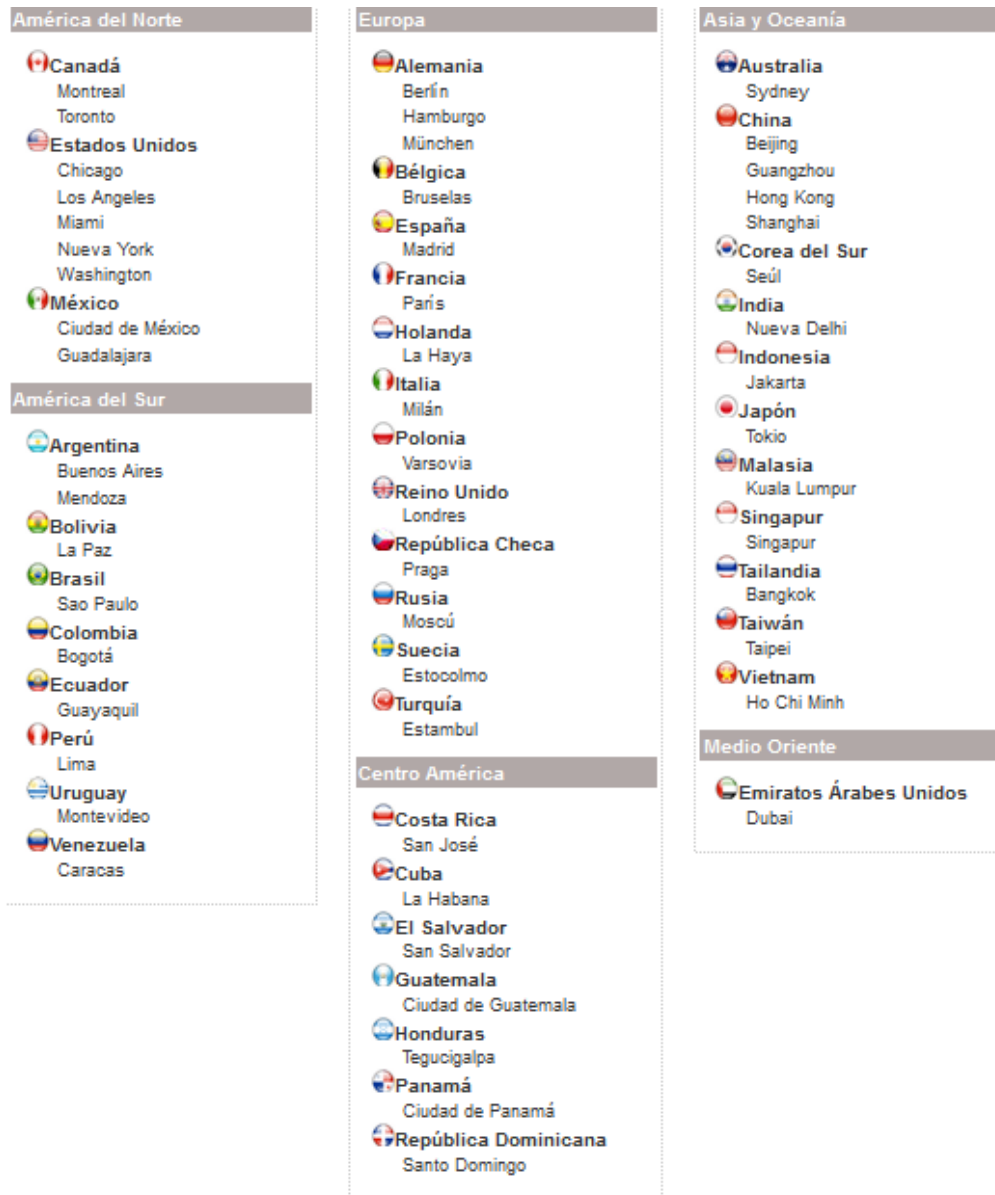 América del Norte
Canadá
Montreal
Toronto
Estados Unidos
Chicago
Los Angeles
Miami
Nueva York
Washington
México
Ciudad de México
Guadalajara
América del Sur
Argentina
Buenos Aires
Mendoza
Bolivia
La Paz
Brasil
Sao Paulo
Colombia
Bogotá
Ecuador
Guayaquil
Perú
Lima
Uruguay
Montevideo
Venezuela
Caracas
Europa
Alemania
Berlín
Hamburgo
München
Bélgica
Bruselas
España
Madrid
Francia
París
Holanda
La Haya
Italia
Milán
Polonia
Varsovia
Reino Unido
Londres
República Checa
Praga
Rusia
Moscú
Suecia
Estocolmo
Turquía
Estambul
Centro América
Costa Rica
San José
Cuba
La Habana
El Salvador
San Salvador
Guatemala
Ciudad de Guatemala
Honduras
Tegucigalpa
Panamá
Ciudad de Panamá
República Dominicana
Santo Domingo
Asia y Oceanía
Australia
Sydney
China
Beijing
Guangzhou
Hong Kong
Shanghai
Corea del Sur
Seúl
India
Nueva Delhi
Indonesia
Jakarta
Japón
Tokio
Malasia
Kuala Lumpur
Singapur
Singapur
Tailandia
Bangkok
Taiwán
Taipei
Vietnam
Ho Chi Minh
Medio Oriente
Emiratos Árabes Unidos
Dubai